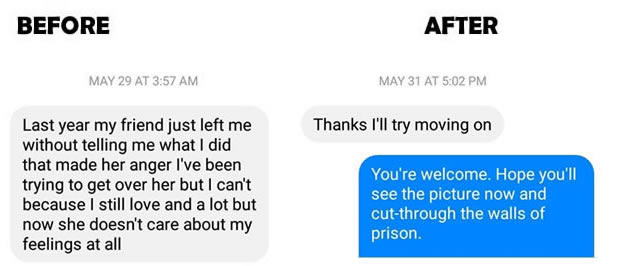 BEFORE
MAY 29 AT 3:57 AM
Last year my friend just left me
without telling me what I did
that made her anger I've been
trying to get over her but I can't
because I still love and a lot but
now she doesn't care about my
feelings at all
AFTER
MAY 31 AT 5:02 PM
Thanks I'll try moving on
You're welcome. Hope you'll
see the picture now and
cut-through the walls of
prison.